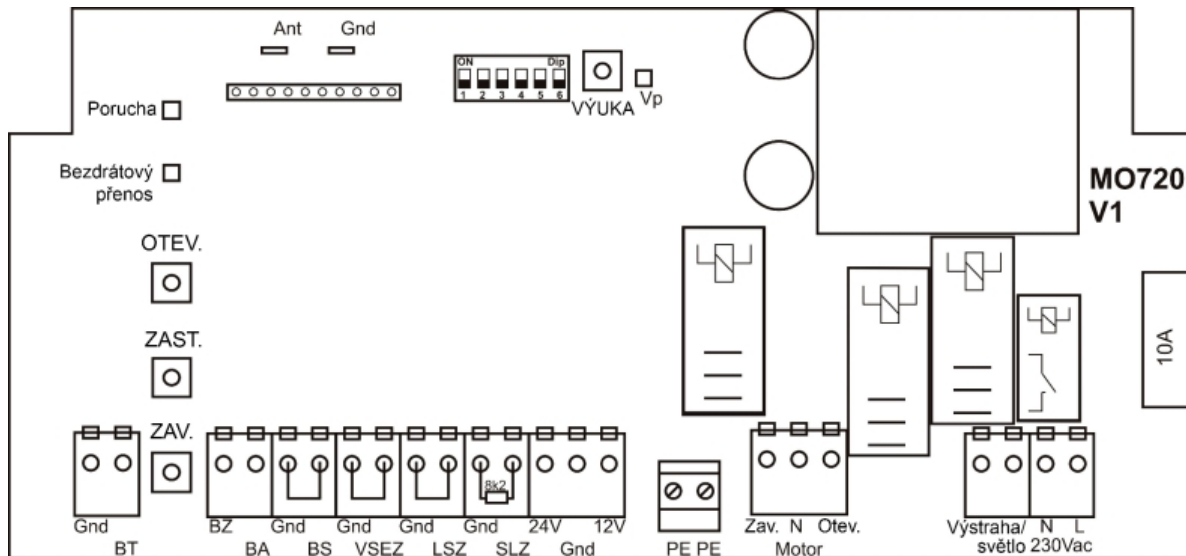 Ant Gnd
ON Dip
1 2 3 4 5 6
VÝUKA
Vp
Porucha
Bezdrátový
přenos
MO720
V1
OTEV.
ZAST.
ZAV.
10A
8k2
Gnd BZ Gnd Gnd Gnd Gnd 24V 12V
BT BA BS VSEZ LSZ SLZ Gnd
PE PE
Zav. N Otev.
Motor
Výstraha/ N L
světlo 230Vac